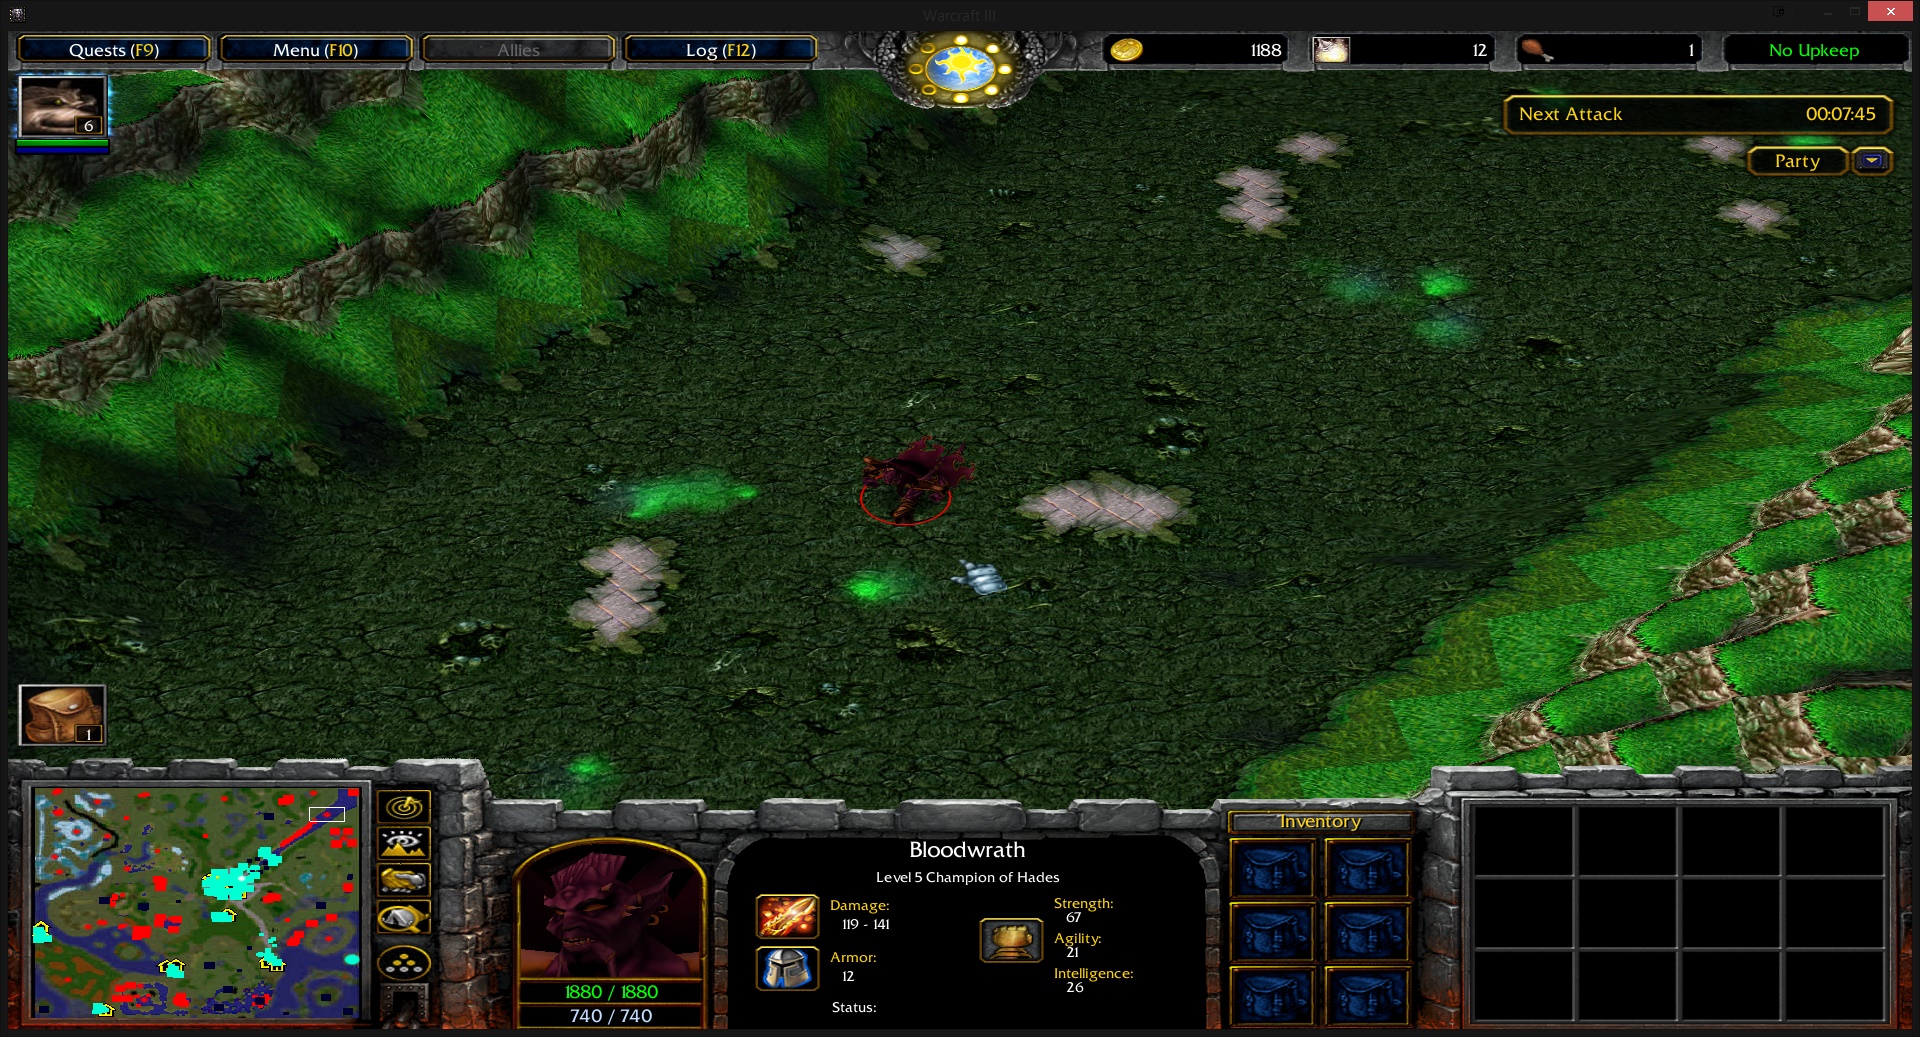 Warcraft III
Quests (F9)
Menu (F10)
Allies
Log (F12)
1188
12
1
No Upkeep
6
Next Attack 00:07:45
Party
1
Bloodwrath
Level 5 Champion of Hades
Damage:
119 - 141
Armor:
12
Status:
Strength:
67
Agility:
21
Intelligence:
26
1880 / 1880
740 / 740
Inventory